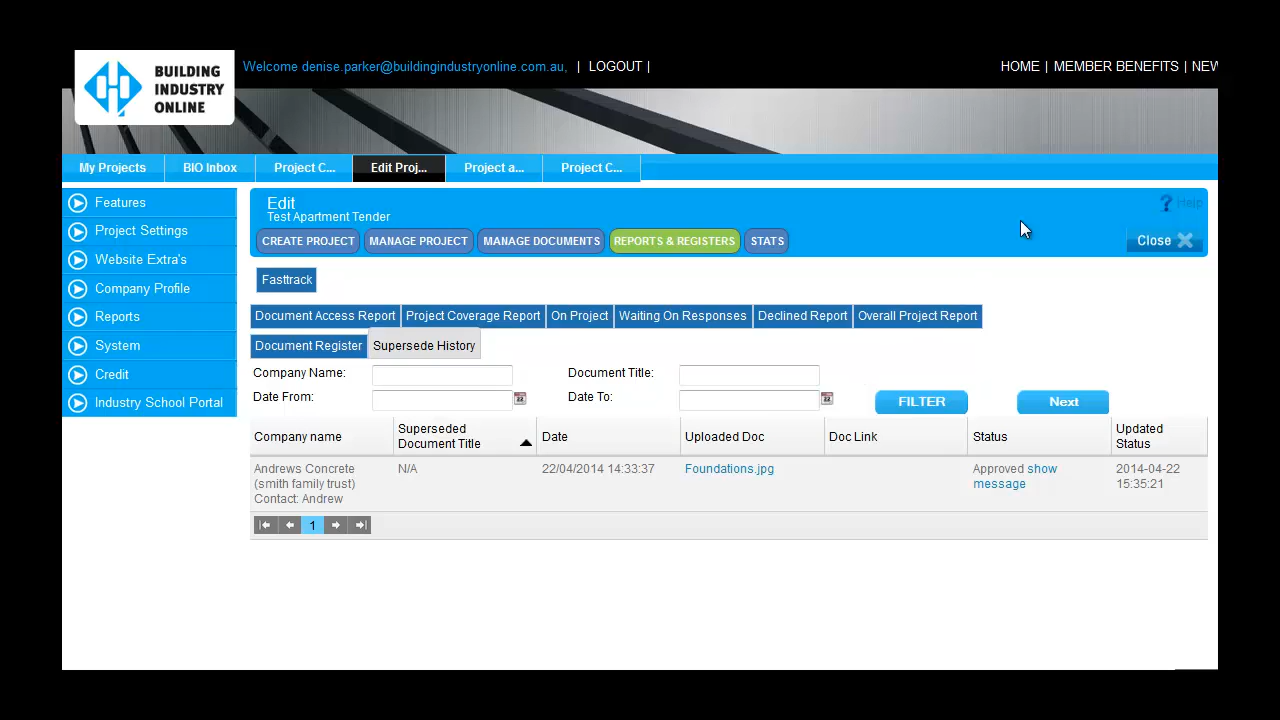 BUILDING
INDUSTRY
ONLINE
Welcome denise.parker@buildingindustryonline.com.au, | LOGOUT |
HOME | MEMBER BENEFITS | NEW
My Projects BIO Inbox Project C... Edit Proj... Project a... Project C...
Features
Project Settings
Website Extra's
Company Profile
Reports
System
Credit
Industry School Portal
Edit
Test Apartment Tender
? Help
CREATE PROJECT MANAGE PROJECT MANAGE DOCUMENTS REPORTS & REGISTERS STATS
Close X
Fasttrack
Document Access Report Project Coverage Report On Project Waiting On Responses Declined Report Overall Project Report
Document Register Supersede History
Company Name: Document Title:
Date From: Date To: FILTER Next
Company name Superseded Document Title Date Uploaded Doc Doc Link Status Updated Status
Andrews Concrete N/A 22/04/2014 14:33:37 Foundations.jpg Approved show 2014-04-22
(smith family trust) message 15:35:21
Contact: Andrew
1